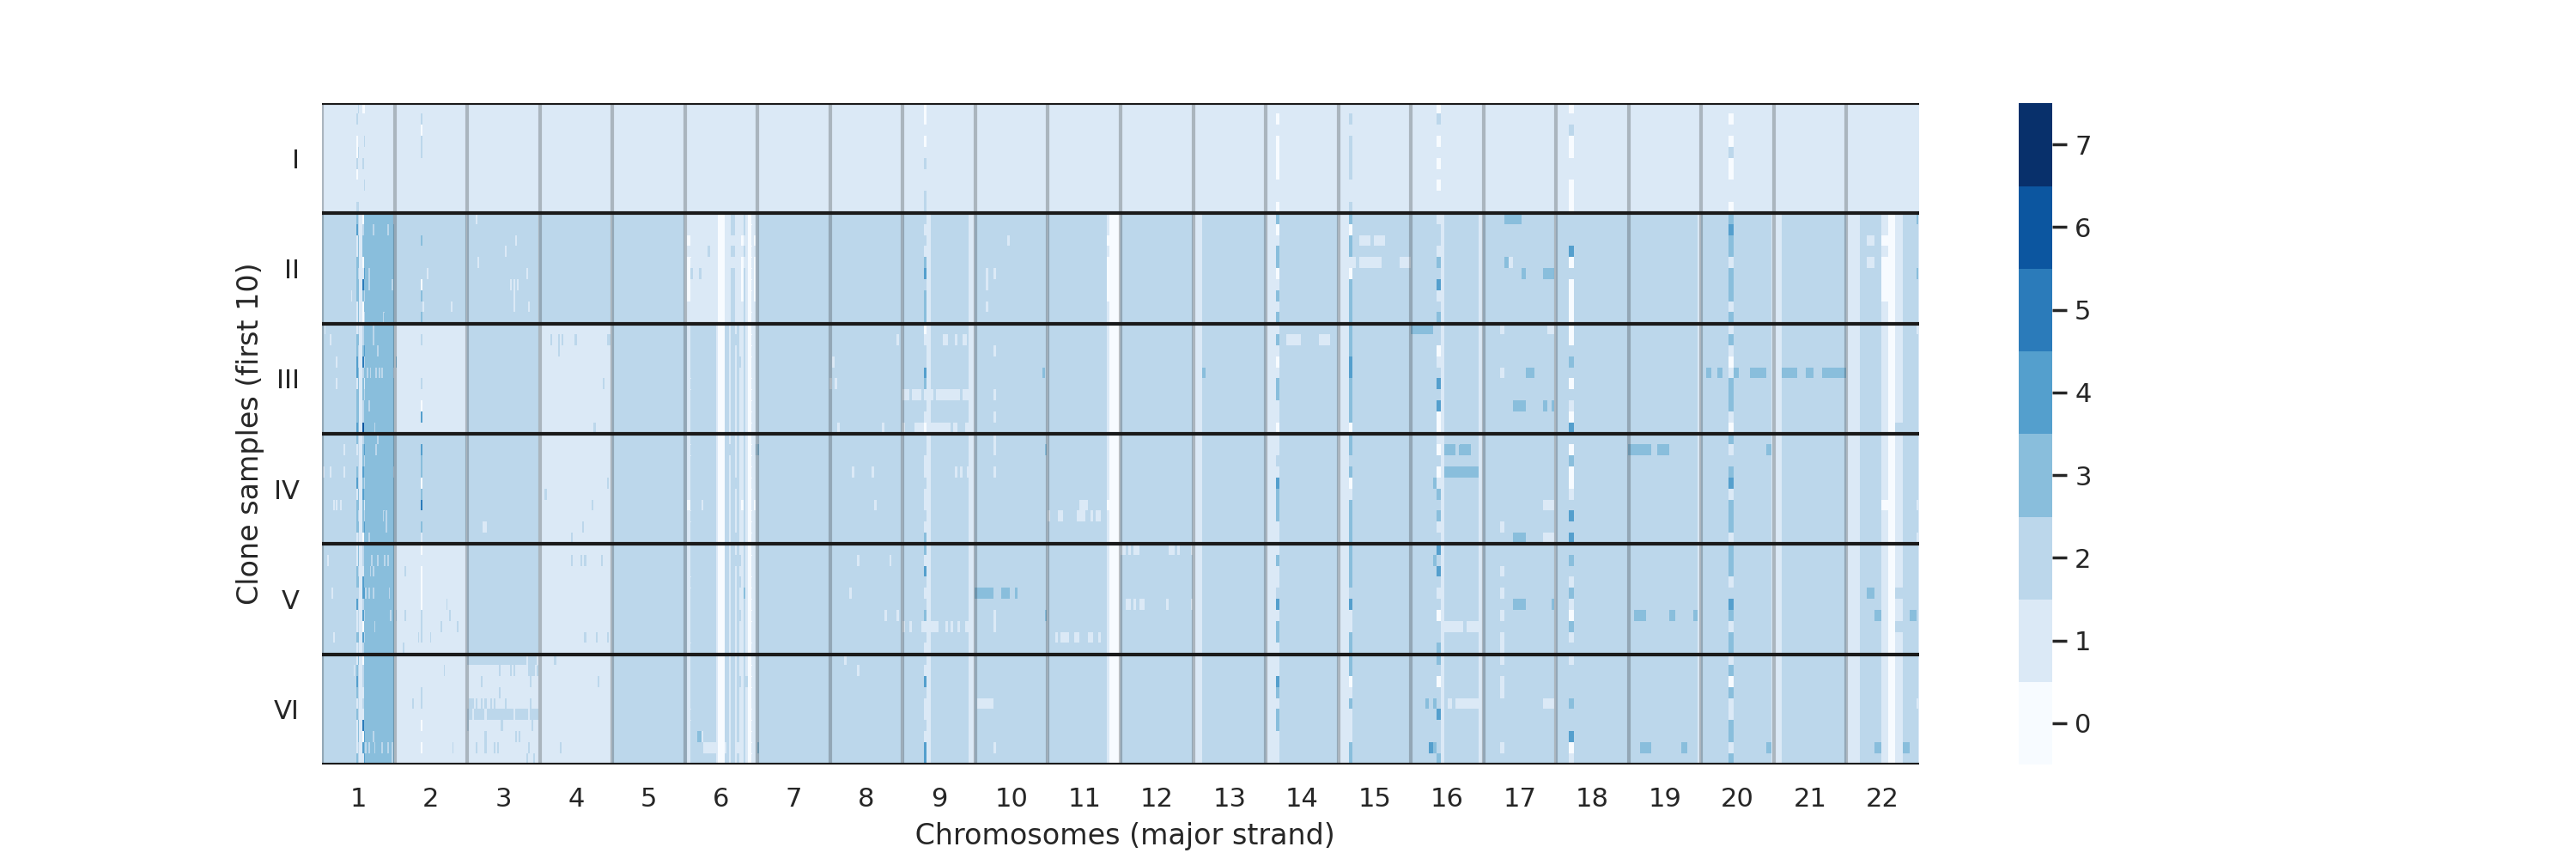 Clone samples (first 10)
I
II
III
IV
V
VI
1 2 3 4 5 6 7 8 9 10 11 12 13 14 15 16 17 18 19 20 21 22
Chromosomes (major strand)
7
6
5
4
3
2
1
0